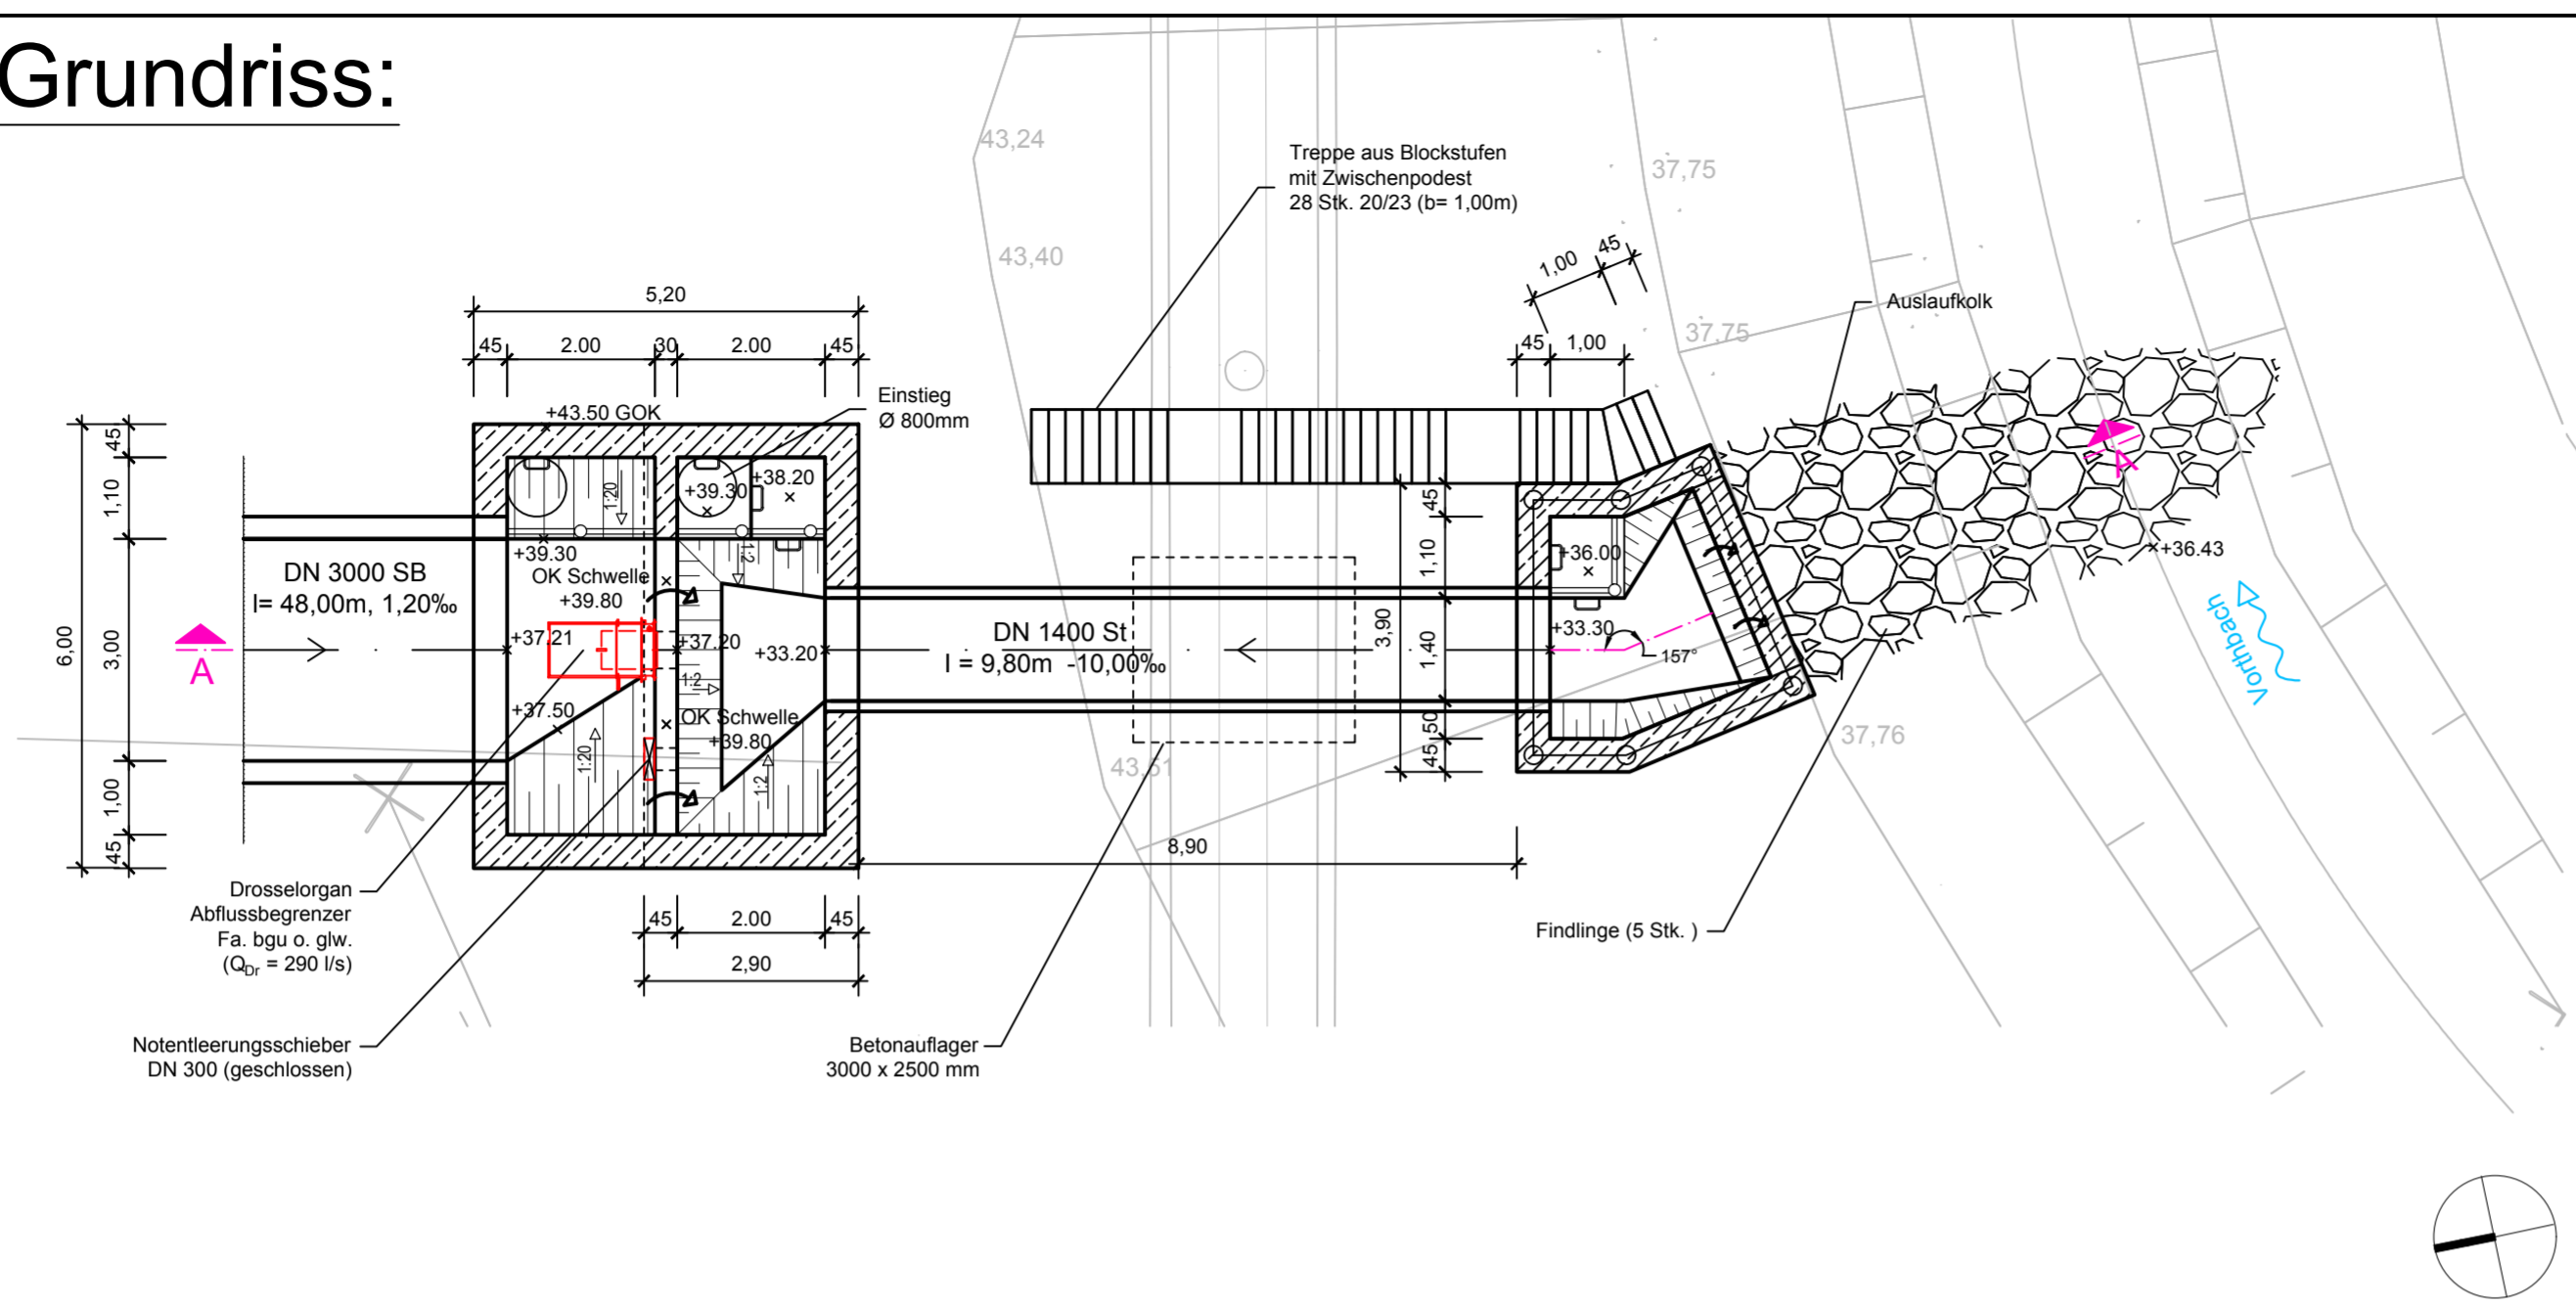 Grundriss:
43,24
43,40
Treppe aus Blockstufen
mit Zwischenpodest
28 Stk. 20/23 (b= 1,00m)
37,75
37,75
1,00
45
45
1,00
Auslaufkolk
5,20
45
2.00
30
2.00
45
+43.50 GOK
Einstieg
Ø 800mm
6,00
45
1,10
3,00
1,00
45
DN 3000 SB
l= 48,00m, 1,20‰
A
1:20
+39.30
+38.20
+39.30
OK Schwelle
+39.80
1:2
+37.21
+37.20
+33.20
1:2
+37.50
OK Schwelle
+39.80
1:20
1:2
DN 1400 St
l = 9,80m -10,00‰
3,90
45
1,10
1,40
50
45
+36.00
+33.30
157°
A
+36.43
Vorthbach
43,51
37,76
8,90
Drosselorgan
Abflussbegrenzer
Fa. bgu o. glw.
(QDr = 290 l/s)
45
2.00
45
2,90
Findlinge (5 Stk. )
Notentleerungsschieber
DN 300 (geschlossen)
Betonauflager
3000 x 2500 mm